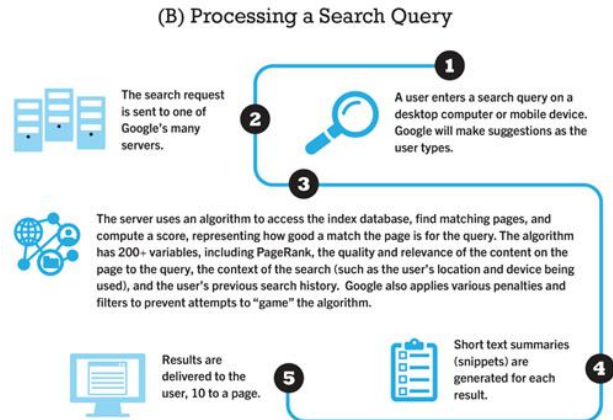 (B) Processing a Search Query
1
A user enters a search query on a
desktop computer or mobile device.
Google will make suggestions as the
user types.
2
The search request
is sent to one of
Google's many
servers.
3
The server uses an algorithm to access the index database, find matching pages, and
compute a score, representing how good a match the page is for the query. The algorithm
has 200+ variables, including PageRank, the quality and relevance of the content on the
page to the query, the context of the search (such as the user's location and device being
used), and the user's previous search history.  Google also applies various penalties and
filters to prevent attempts to "game" the algorithm.
4
Short text summaries
(snippets) are
generated for each
result.
5
Results are
delivered to the
user, 10 to a page.